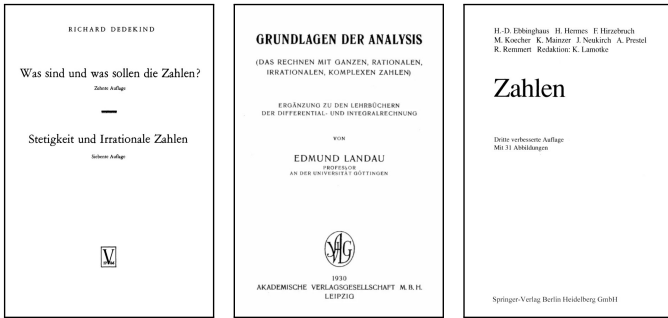 RICHARD DEDEKIND
Was sind und was sollen die Zahlen?
Zehnte Auflage
Stetigkeit und Irrationale Zahlen
Siebente Auflage
GRUNDLAGEN DER ANALYSIS
(DAS RECHNEN MIT GANZEN, RATIONALEN,
IRRATIONALEN, KOMPLEXEN ZAHLEN)
ERGÄNZUNG ZU DEN LEHRBÜCHERN
DER DIFFERENTIAL- UND INTEGRALRECHNUNG
VON
EDMUND LANDAU
PROFESSOR
AN DER UNIVERSITÄT GÖTTINGEN
1930
AKADEMISCHE VERLAGSGESELLSCHAFT M. B. H.
LEIPZIG
H.-D. Ebbinghaus H. Hermes F. Hirzebruch
M. Koecher K. Mainzer J. Neukirch A. Prestel
R. Remmert Redaktion: K. Lamotke
Zahlen
Dritte verbesserte Auflage
Mit 31 Abbildungen
Springer-Verlag Berlin Heidelberg GmbH